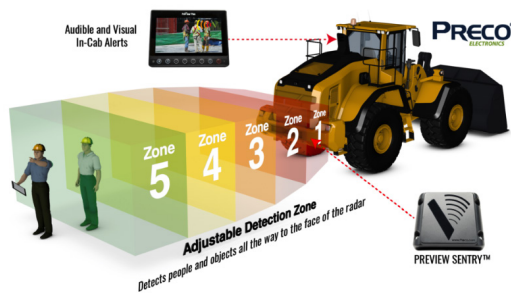 Audible and Visual
In-Cab Alerts
PRECO
ELECTRONICS
Zone
5
Zone
4
Zone
3
Zone
2
Zone
1
Adjustable Detection Zone
Detects people and objects all the way to the face of the radar
PREVIEW SENTRY™